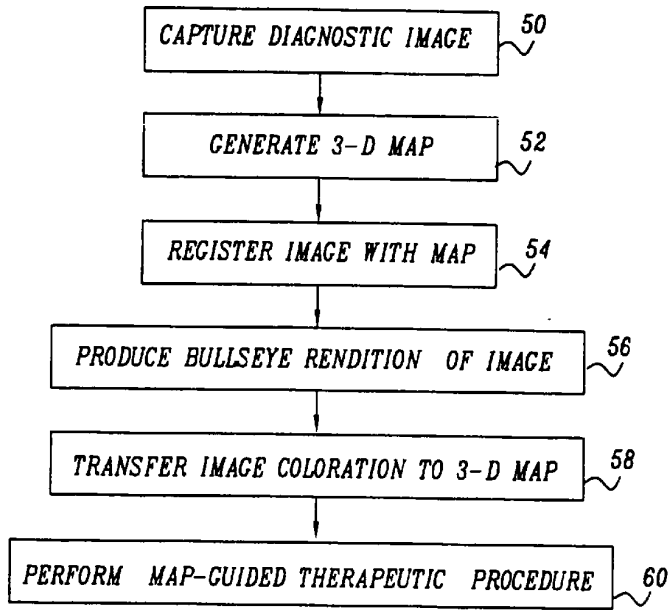 CAPTURE DIAGNOSTIC IMAGE 50
GENERATE 3-D MAP 52
REGISTER IMAGE WITH MAP 54
PRODUCE BULLSEYE RENDITION OF IMAGE 56
TRANSFER IMAGE COLORATION TO 3-D MAP 58
PERFORM MAP-GUIDED THERAPEUTIC PROCEDURE 60